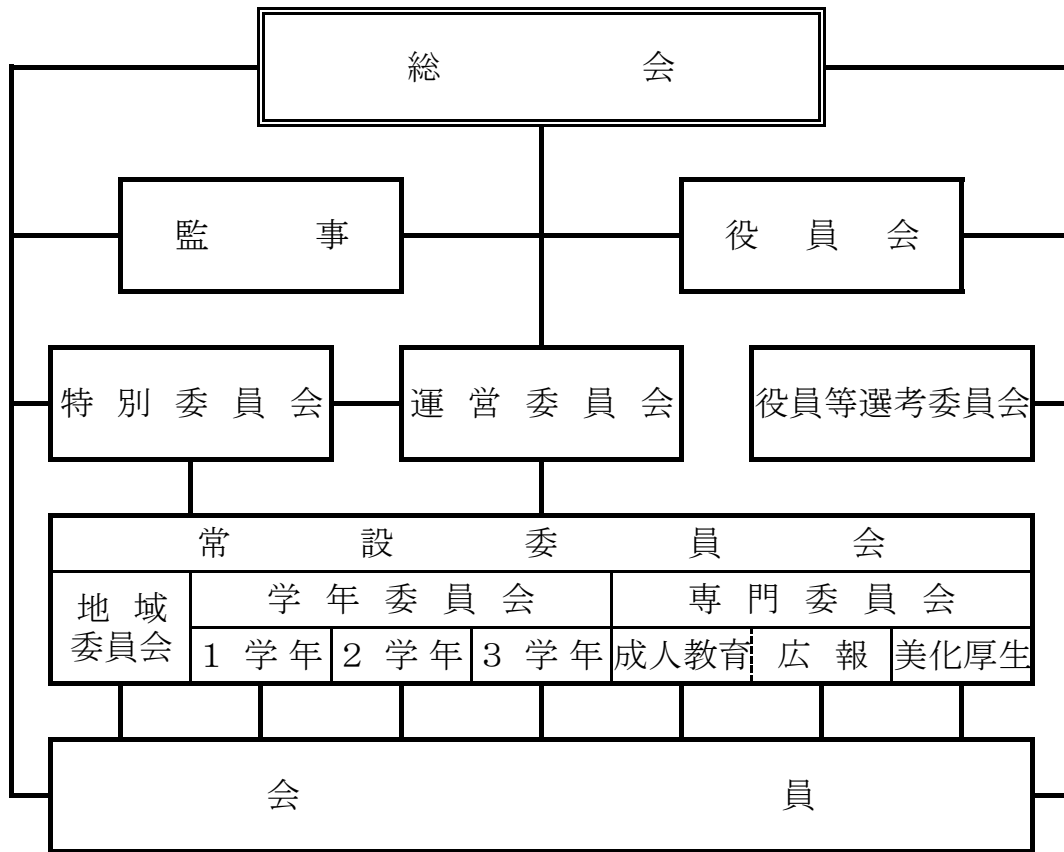 総会
監事
役員会
特別委員会
運営委員会
役員等選考委員会
常設委員会
地域
委員会
学年委員会
専門委員会
１学年
２学年
３学年
成人教育
広報
美化厚生
会員